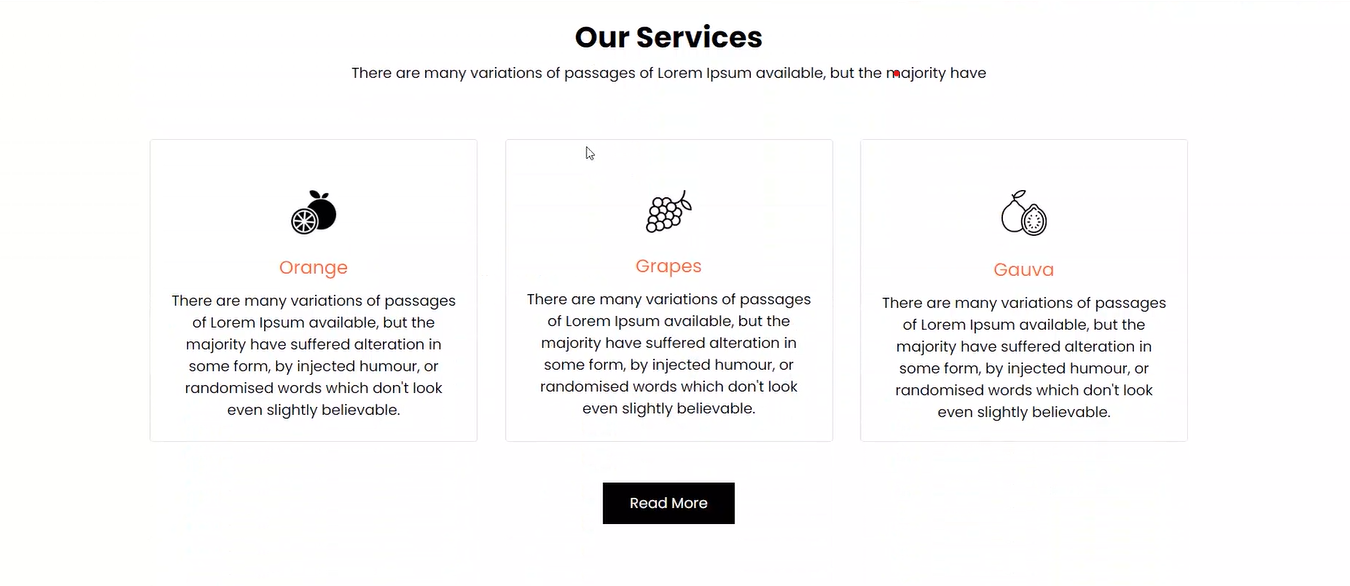 Our Services
There are many variations of passages of Lorem Ipsum available, but the majority have
Orange
There are many variations of passages
of Lorem Ipsum available, but the
majority have suffered alteration in
some form, by injected humour, or
randomised words which don't look
even slightly believable.
Grapes
There are many variations of passages
of Lorem Ipsum available, but the
majority have suffered alteration in
some form, by injected humour, or
randomised words which don't look
even slightly believable.
Gauva
There are many variations of passages
of Lorem Ipsum available, but the
majority have suffered alteration in
some form, by injected humour, or
randomised words which don't look
even slightly believable.
Read More